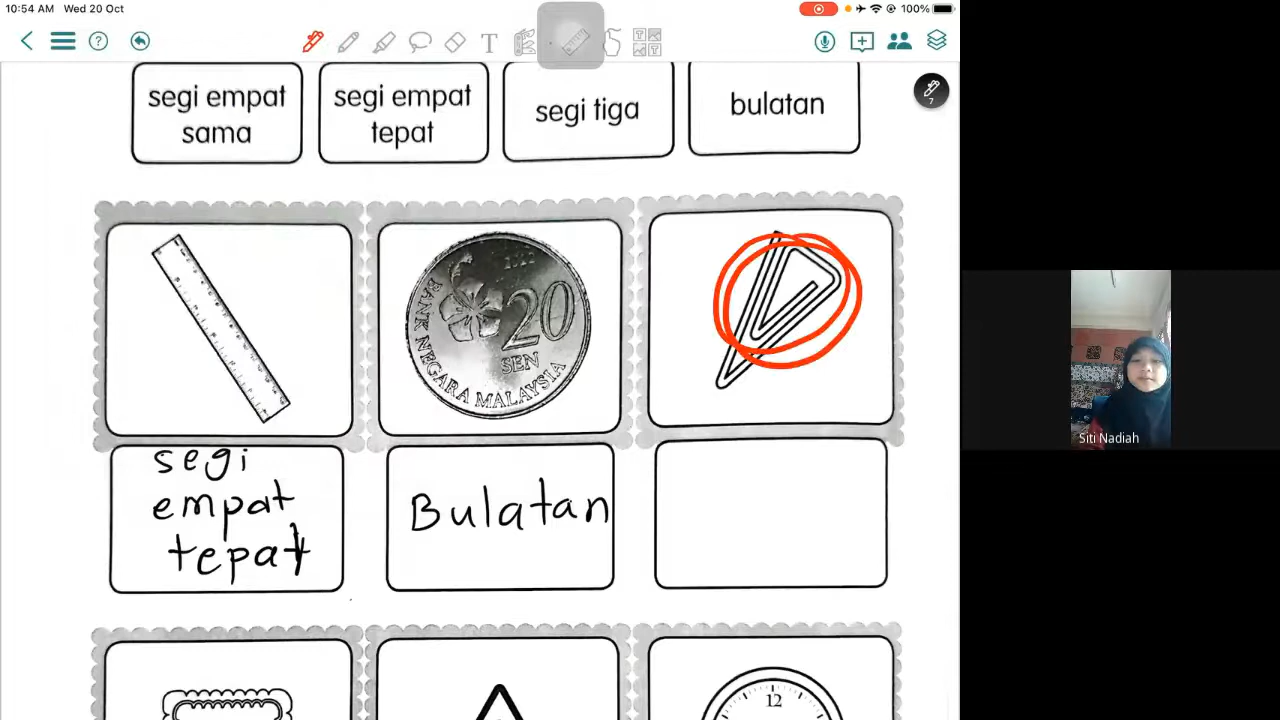 10:54 AM Wed 20 Oct
100%
T
7
segi empat
sama
segi empat
tepat
segi tiga
bulatan
20
SEN
BANK NEGARA MALAYSIA
segi
empat
tepat
Bulatan
12
Siti Nadiah